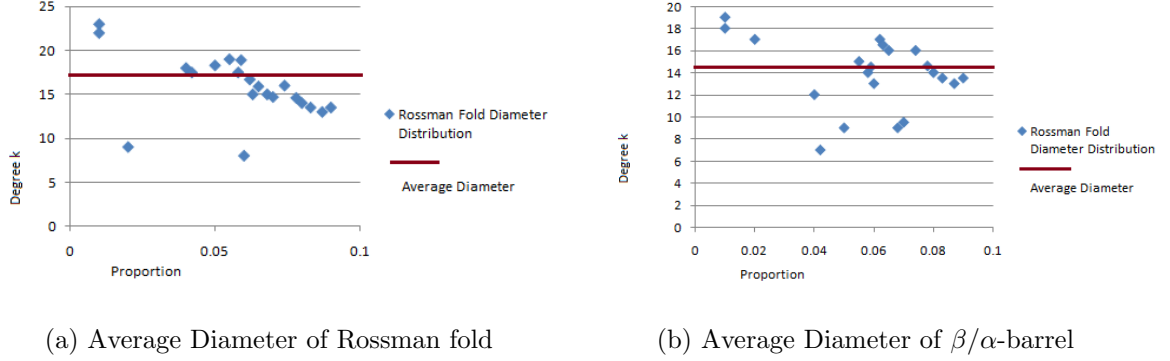 25
20
15
10
5
0
0
0.05
0.1
Degree k
Proportion
Rossman Fold Diameter
Distribution
Average Diameter
20
18
16
14
12
10
8
6
4
2
0
0
0.02
0.04
0.06
0.08
0.1
Degree k
Proportion
Rossman Fold
Diameter Distribution
Average Diameter
(a) Average Diameter of Rossman fold
(b) Average Diameter of β/α-barrel